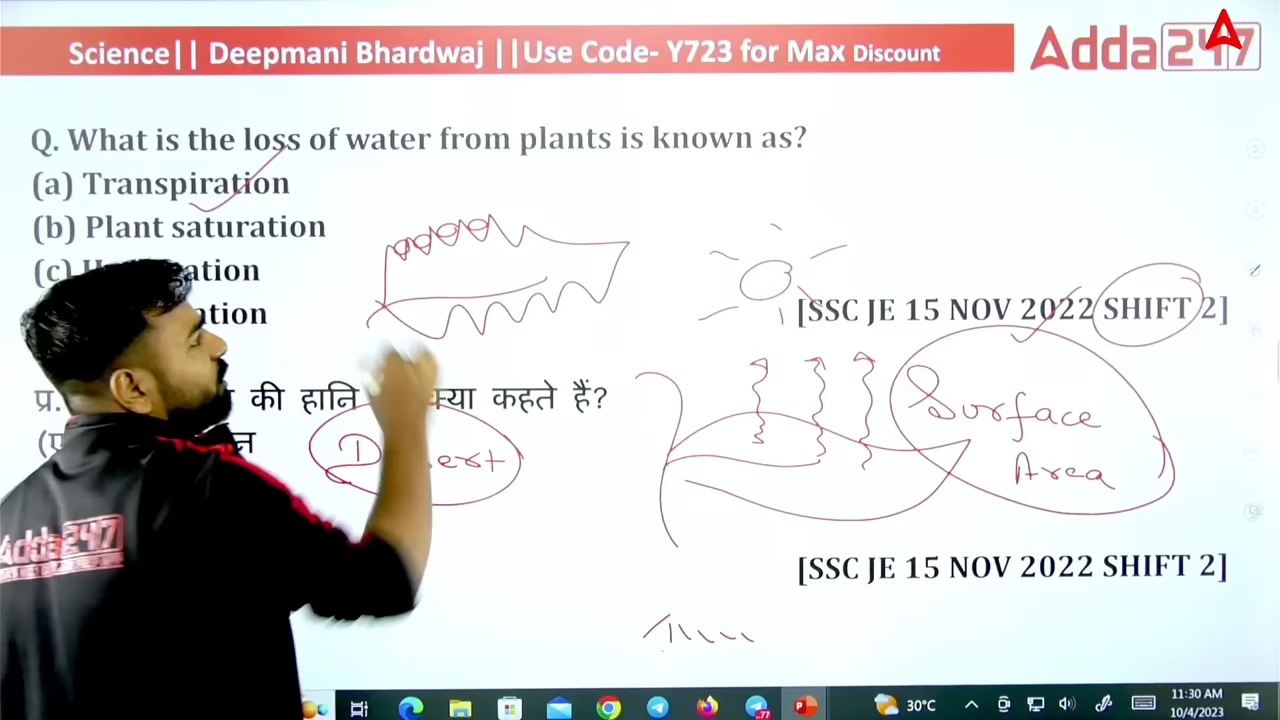 Science|| Deepmani Bhardwaj ||Use Code- Y723 for Max Discount
Adda247
Q. What is the loss of water from plants is known as?
(a) Transpiration
(b) Plant saturation
(c)
[SSC JE 15 NOV 2022 SHIFT 2]
Surface
Area
प्र. की हानि क्या कहते हैं?
[SSC JE 15 NOV 2022 SHIFT 2]
Adda247
30°C
11:30 AM
10/4/2023